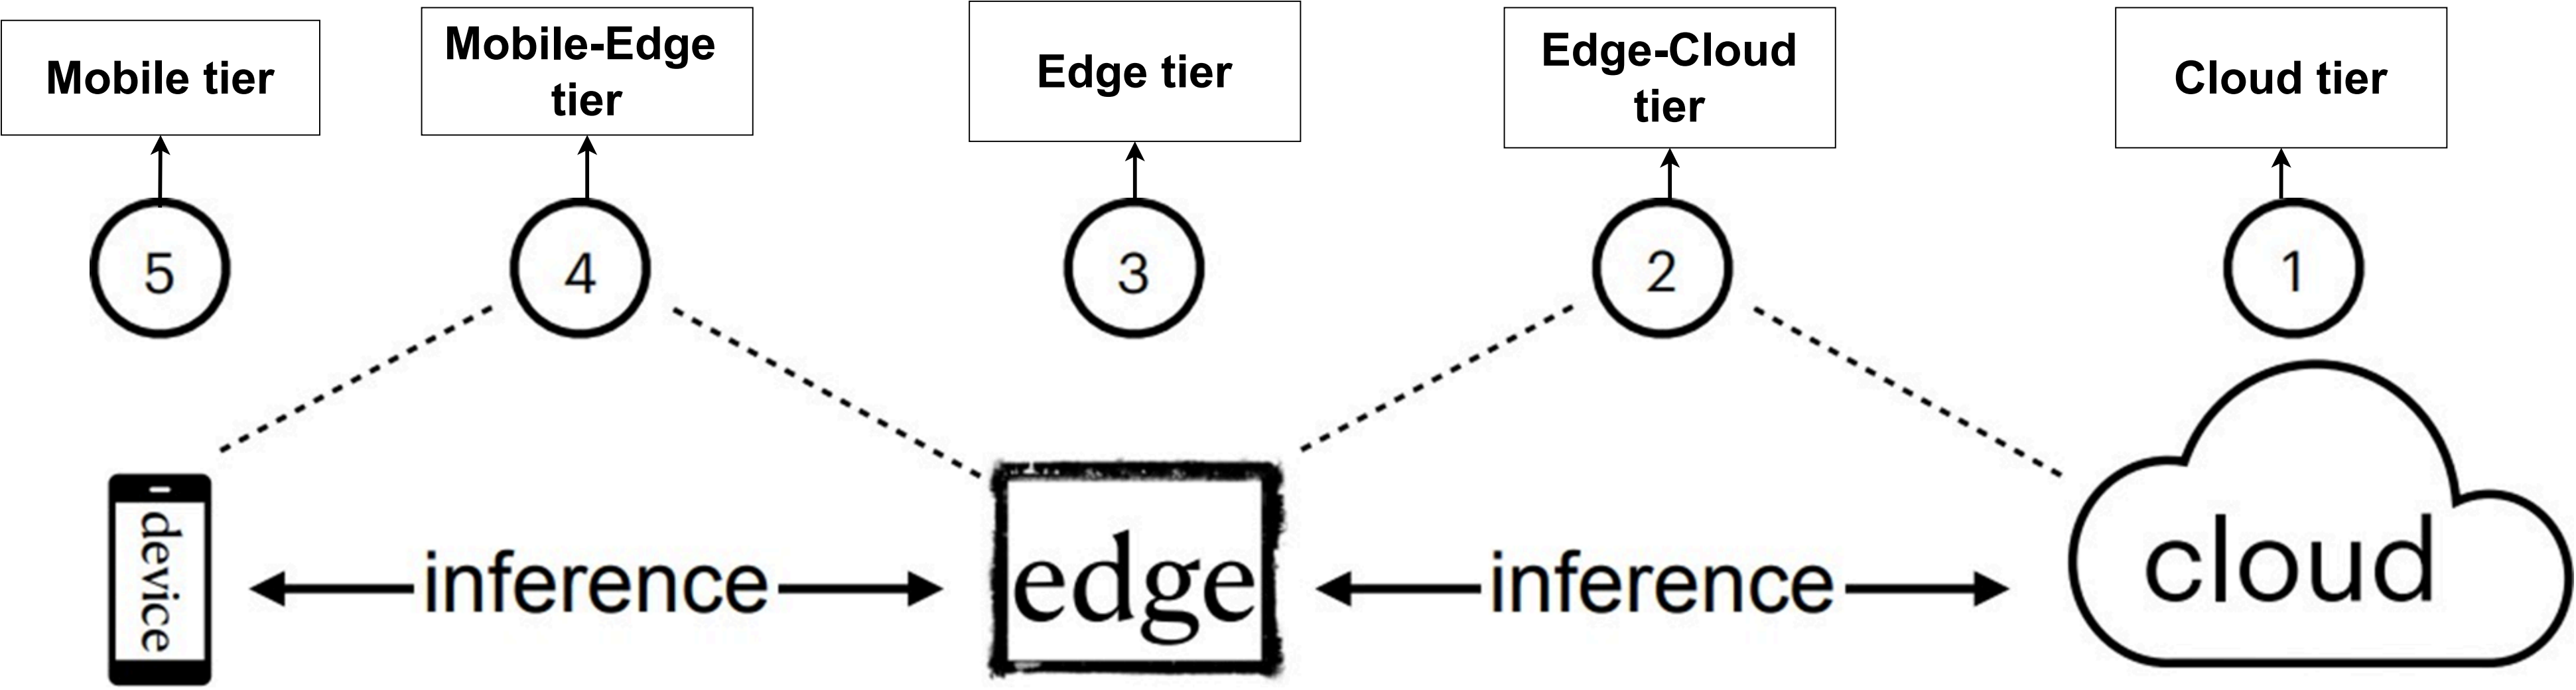 Mobile tier
Mobile-Edge
tier
Edge tier
Edge-Cloud
tier
Cloud tier
5
4
3
2
1
device
inference
edge
inference
cloud